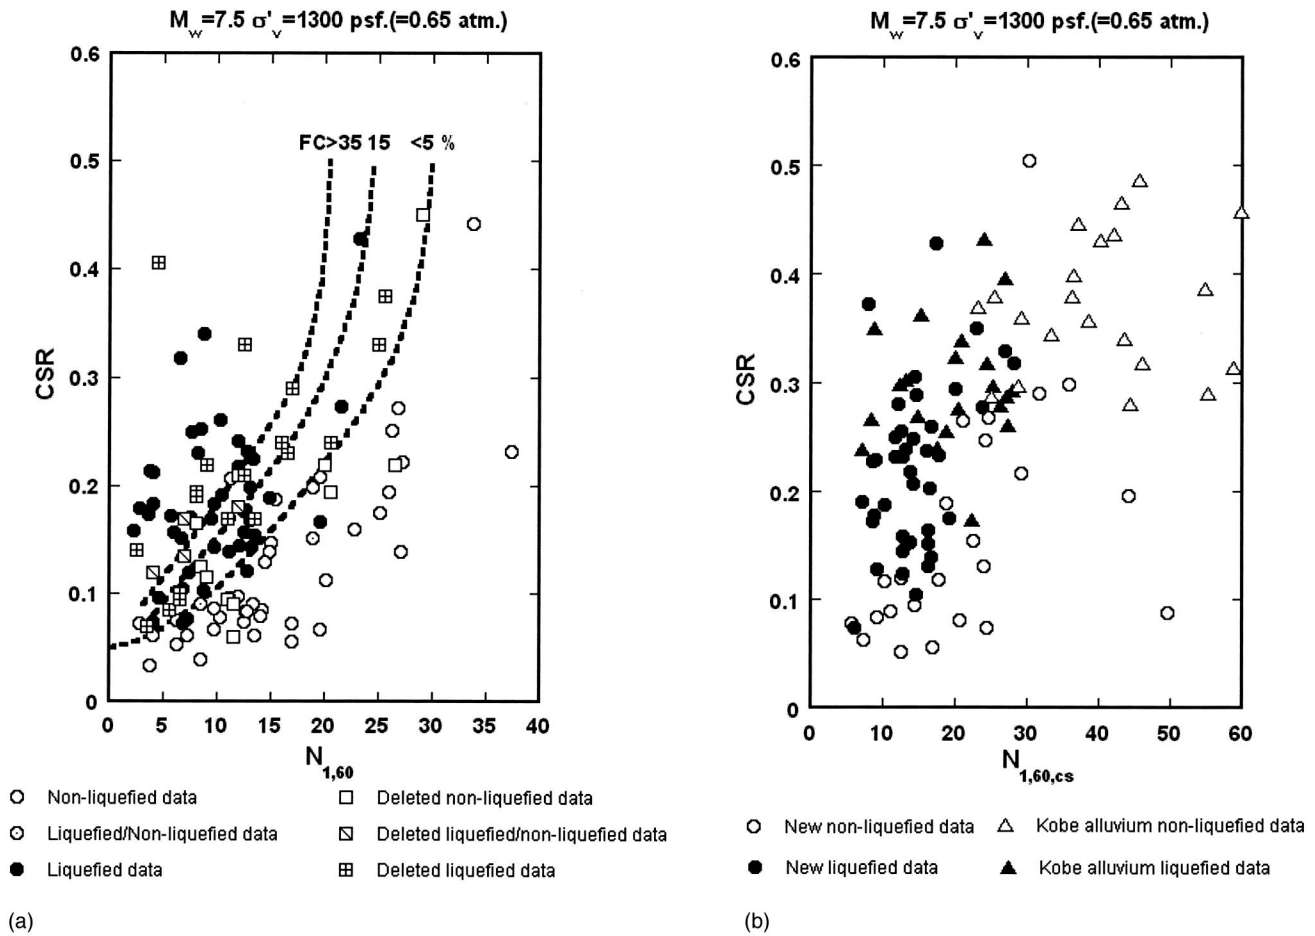 M_w=7.5 σ'_v=1300 psf.(=0.65 atm.)
0.6
0.5
0.4
0.3
0.2
0.1
0
CSR
FC>35 15 <5 %
0 5 10 15 20 25 30 35 40
N_1,60
Non-liquefied data
Liquefied/Non-liquefied data
Liquefied data
Deleted non-liquefied data
Deleted liquefied/non-liquefied data
Deleted liquefied data
(a)
M_w=7.5 σ'_v=1300 psf.(=0.65 atm.)
0.6
0.5
0.4
0.3
0.2
0.1
0
CSR
0 10 20 30 40 50 60
N_1,60,cs
New non-liquefied data
New liquefied data
Kobe alluvium non-liquefied data
Kobe alluvium liquefied data
(b)